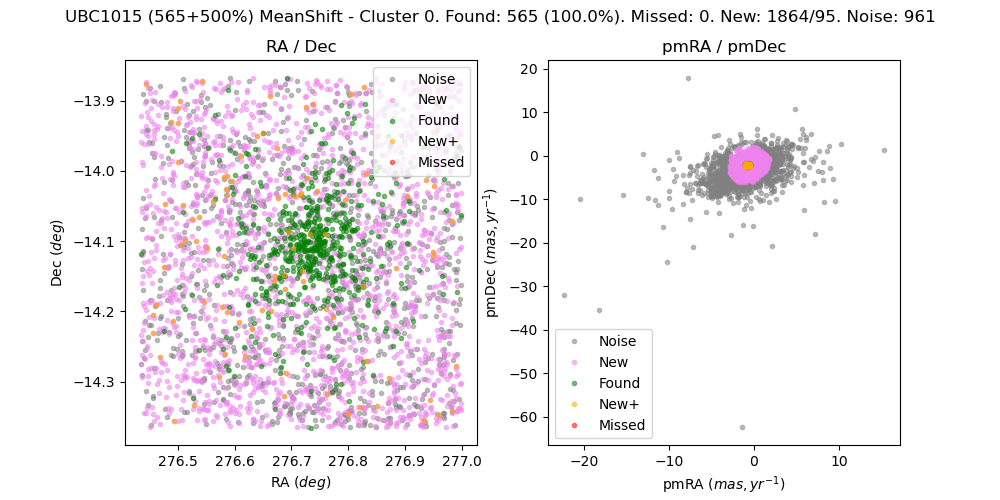 UBC1015 (565+500%) MeanShift - Cluster 0. Found: 565 (100.0%). Missed: 0. New: 1864/95. Noise: 961
RA / Dec
Noise
New
Found
New+
Missed
−13.9
−14.0
−14.1
−14.2
−14.3
Dec (deg)
276.5 276.6 276.7 276.8 276.9 277.0
RA (deg)
pmRA / pmDec
20
10
0
−10
−20
−30
−40
−50
−60
pmDec (mas, yr⁻¹)
Noise
New
Found
New+
Missed
−20 −10 0 10
pmRA (mas, yr⁻¹)